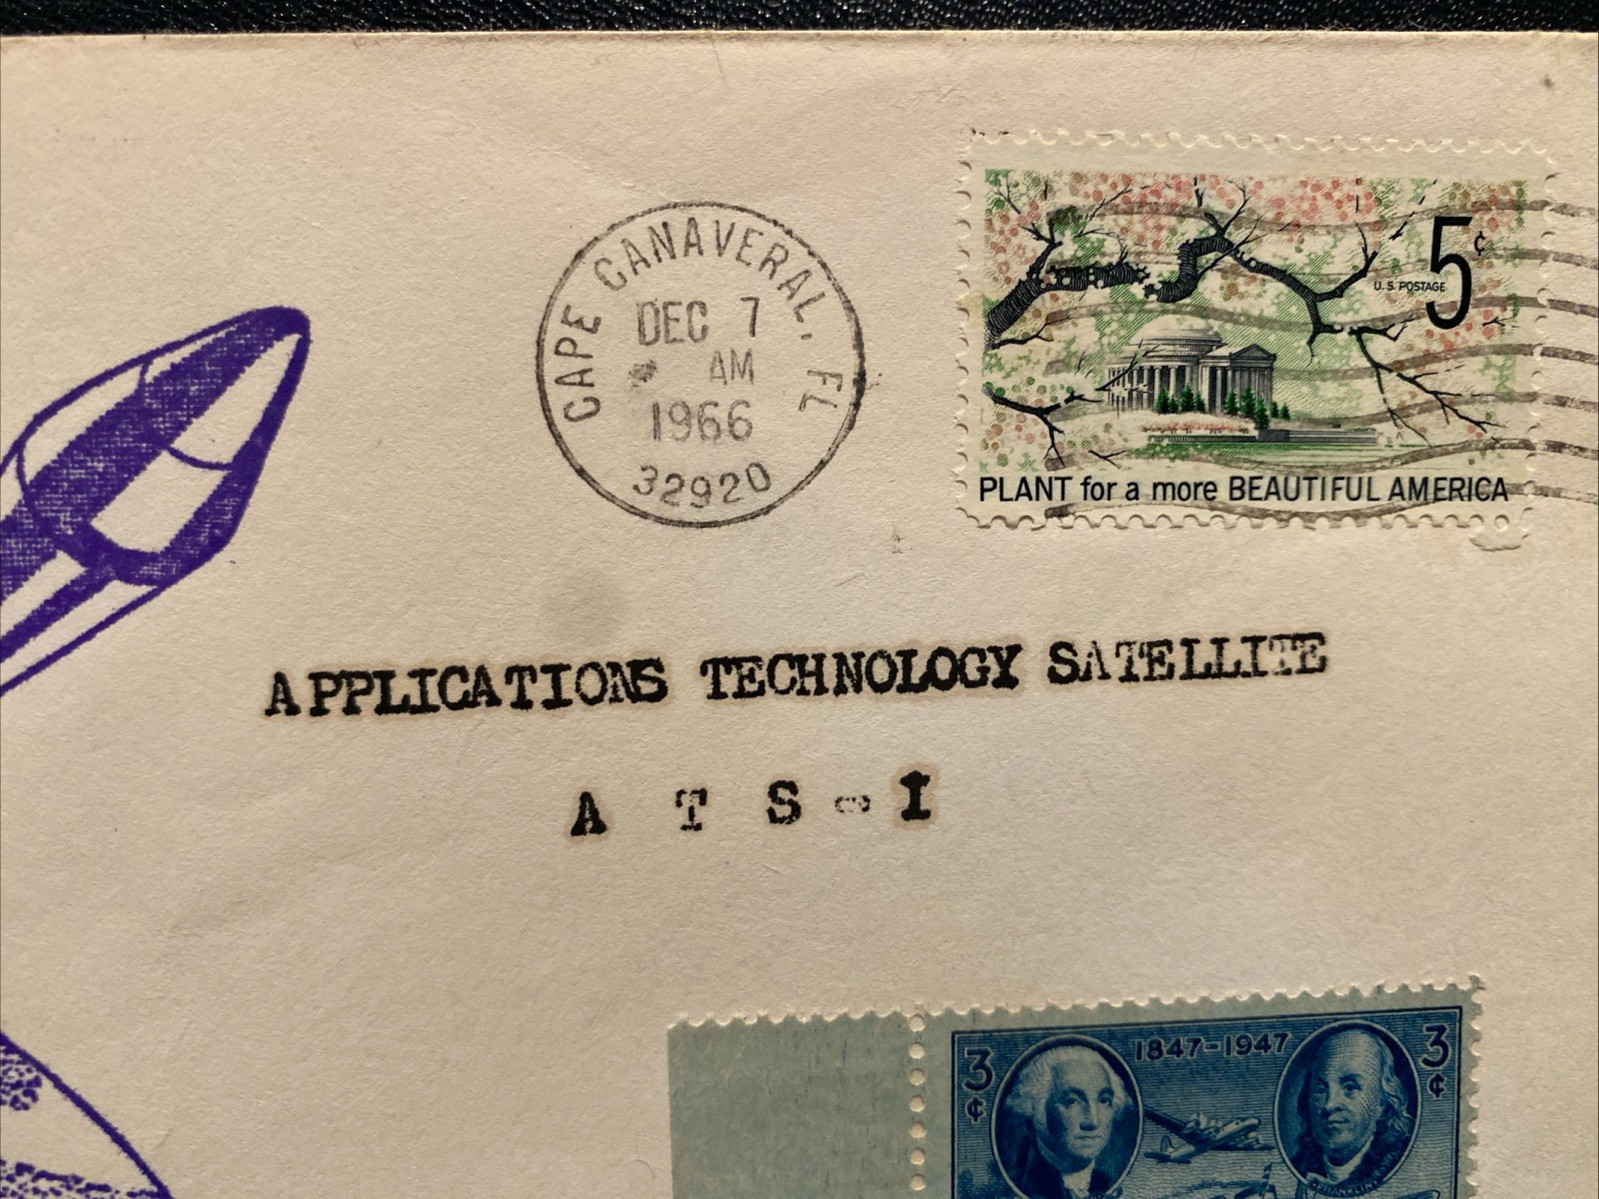 CAPE CANAVERAL, FL
DEC 7
AM
1966
32920
5¢
U.S. POSTAGE
PLANT for a more BEAUTIFUL AMERICA
APPLICATIONS TECHNOLOGY SATELLITE
A T S - I
3¢ 1847-1947 3¢